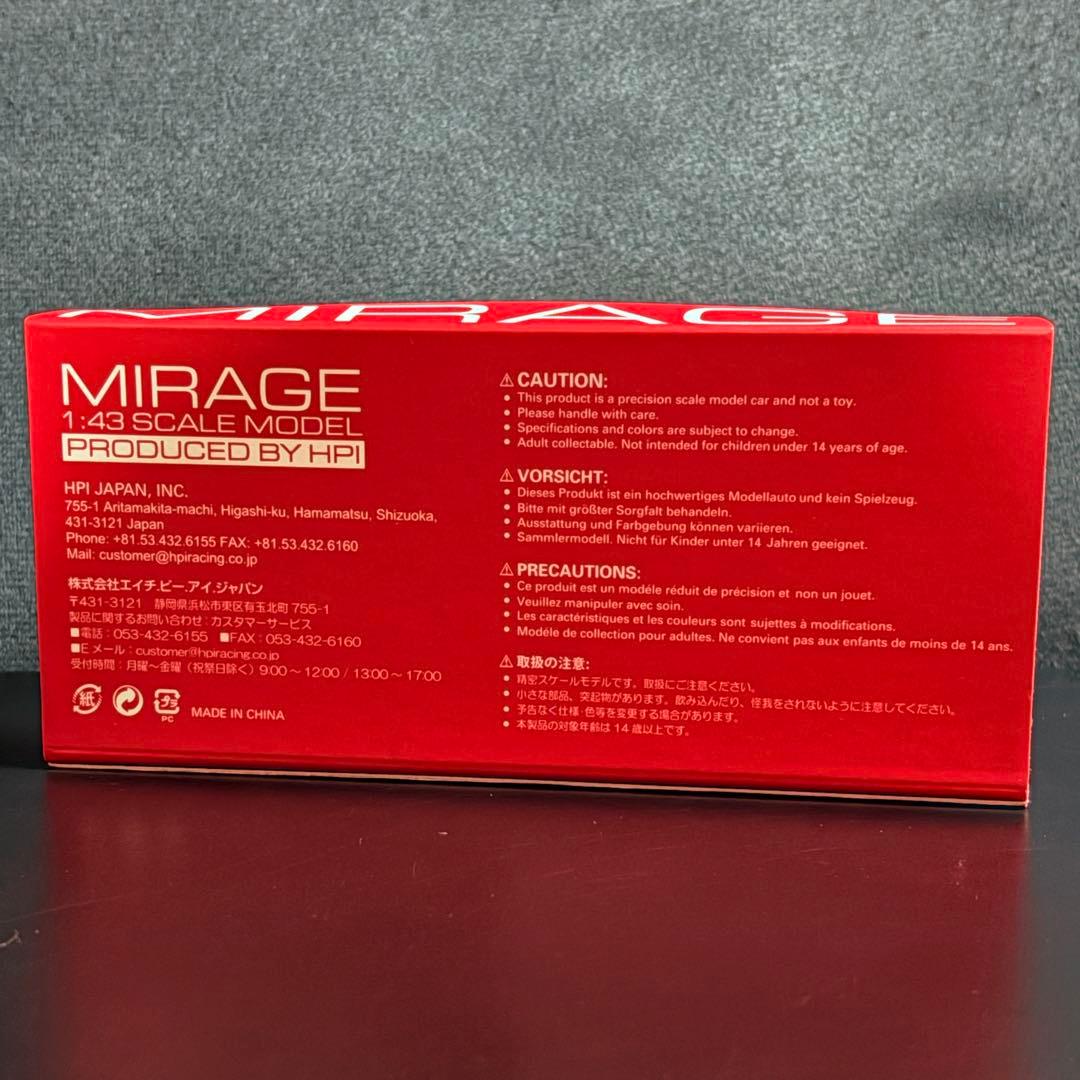 MIRAGE
MIRAGE
1:43 SCALE MODEL
PRODUCED BY HPI
HPI JAPAN, INC.
755-1 Aritamakita-machi, Higashi-ku, Hamamatsu, Shizuoka,
431-3121 Japan
Phone: +81.53.432.6155 FAX: +81.53.432.6160
Mail: customer@hpiracing.co.jp
株式会社エイチ.ビー.アイ.ジャパン
〒431-3121 静岡県浜松市東区有玉北町 755-1
製品に関するお問い合わせ:カスタマーサービス
■電話:053-432-6155 ■FAX:053-432-6160
■E メール:customer@hpiracing.co.jp
受付時間:月曜~金曜(祝祭日除く)9:00~12:00/13:00~17:00
紙
プラ
PC
MADE IN CHINA
⚠ CAUTION:
• This product is a precision scale model car and not a toy.
• Please handle with care.
• Specifications and colors are subject to change.
• Adult collectable. Not intended for children under 14 years of age.
⚠ VORSICHT:
• Dieses Produkt ist ein hochwertiges Modellauto und kein Spielzeug.
• Bitte mit größter Sorgfalt behandeln.
• Ausstattung und Farbgebung können variieren.
• Sammlermodell. Nicht für Kinder unter 14 Jahren geeignet.
⚠ PRECAUTIONS:
• Ce produit est un modéle réduit de précision et non un jouet.
• Veuillez manipuler avec soin.
• Les caractéristiques et les couleurs sont sujettes à modifications.
• Modéle de collection pour adultes. Ne convient pas aux enfants de moins de 14 ans.
⚠ 取扱の注意:
• 精密スケールモデルです。取扱にご注意ください。
• 小さな部品、突起物があります。飲み込んだり、怪我をされないように注意してください。
• 予告なく仕様・色等を変更する場合があります。
• 本製品の対象年齢は 14 歳以上です。